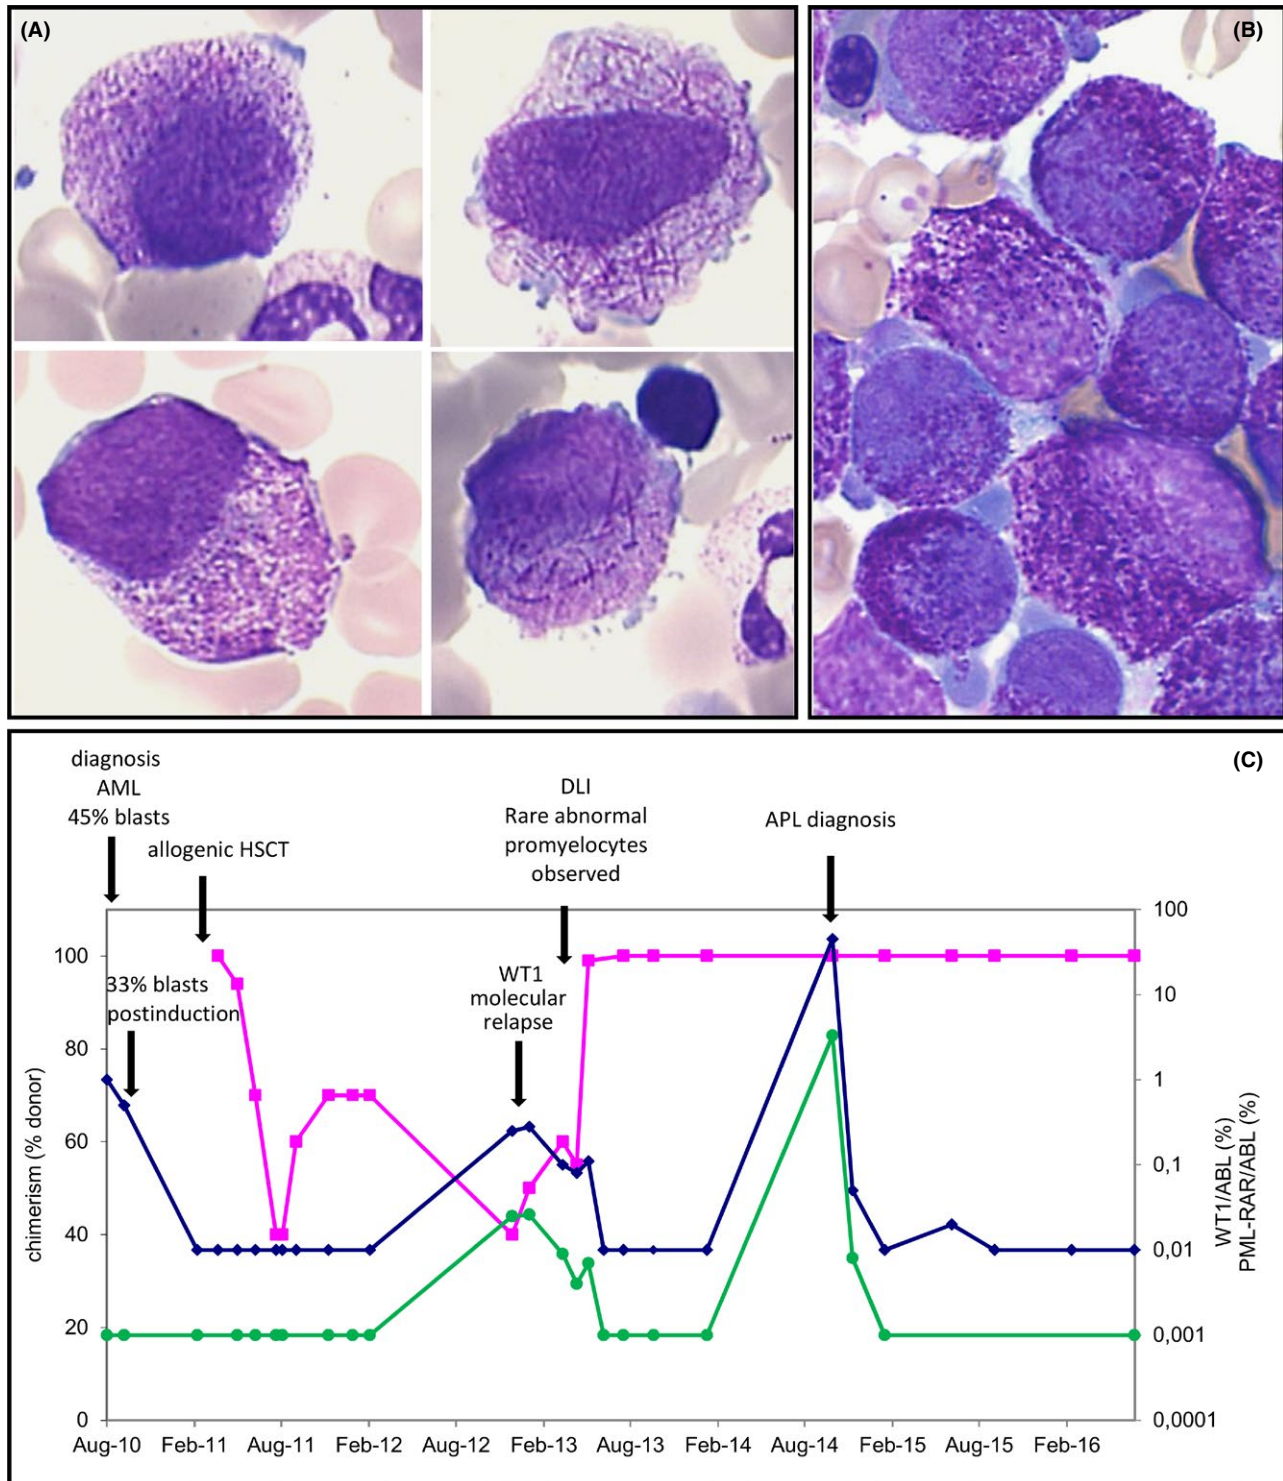 (A)
(B)
(C)
diagnosis
AML
45% blasts
allogenic HSCT
DLI
Rare abnormal
promyelocytes
observed
APL diagnosis
33% blasts
postinduction
WT1
molecular
relapse
chimerism (% donor)
100
80
60
40
20
0
100
10
1
0,1
0,01
0,001
0,0001
WT1/ABL (%)
PML-RAR/ABL (%)
Aug-10 Feb-11 Aug-11 Feb-12 Aug-12 Feb-13 Aug-13 Feb-14 Aug-14 Feb-15 Aug-15 Feb-16